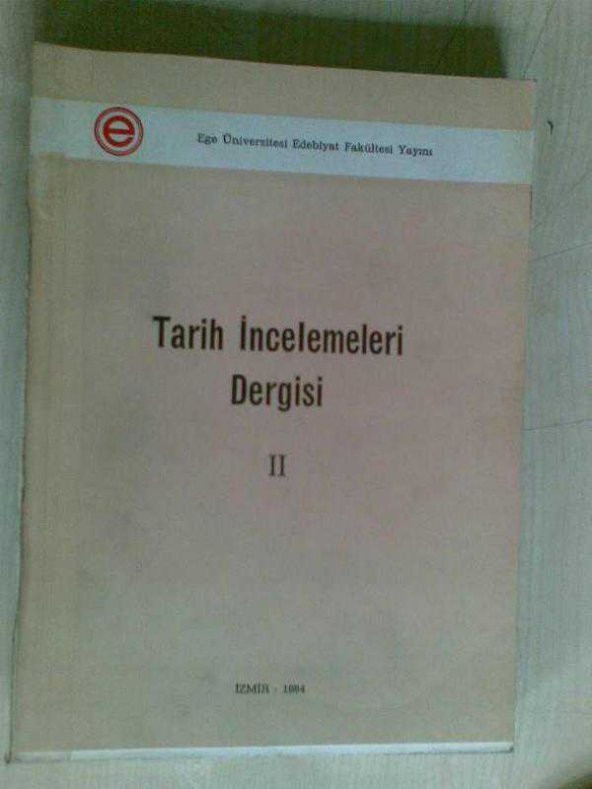 e
Ege Üniversitesi Edebiyat Fakültesi Yayını
Tarih İncelemeleri
Dergisi
II
İZMİR - 1984